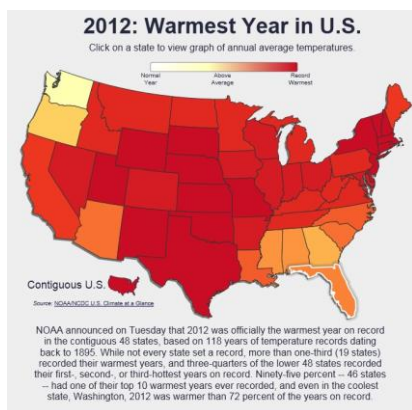 2012: Warmest Year in U.S.
Click on a state to view graph of annual average temperatures.
Normal Year
Above Average
Record Warmest
Contiguous U.S.
Source: NOAA/NCDC U.S. Climate at a Glance
NOAA announced on Tuesday that 2012 was officially the warmest year on record
in the contiguous 48 states, based on 118 years of temperature records dating
back to 1895. While not every state set a record, more than one-third (19 states)
recorded their warmest years, and three-quarters of the lower 48 states recorded
their first-, second-, or third-hottest years on record. Ninety-five percent -- 46 states
-- had one of their top 10 warmest years ever recorded, and even in the coolest
state, Washington, 2012 was warmer than 72 percent of the years on record.